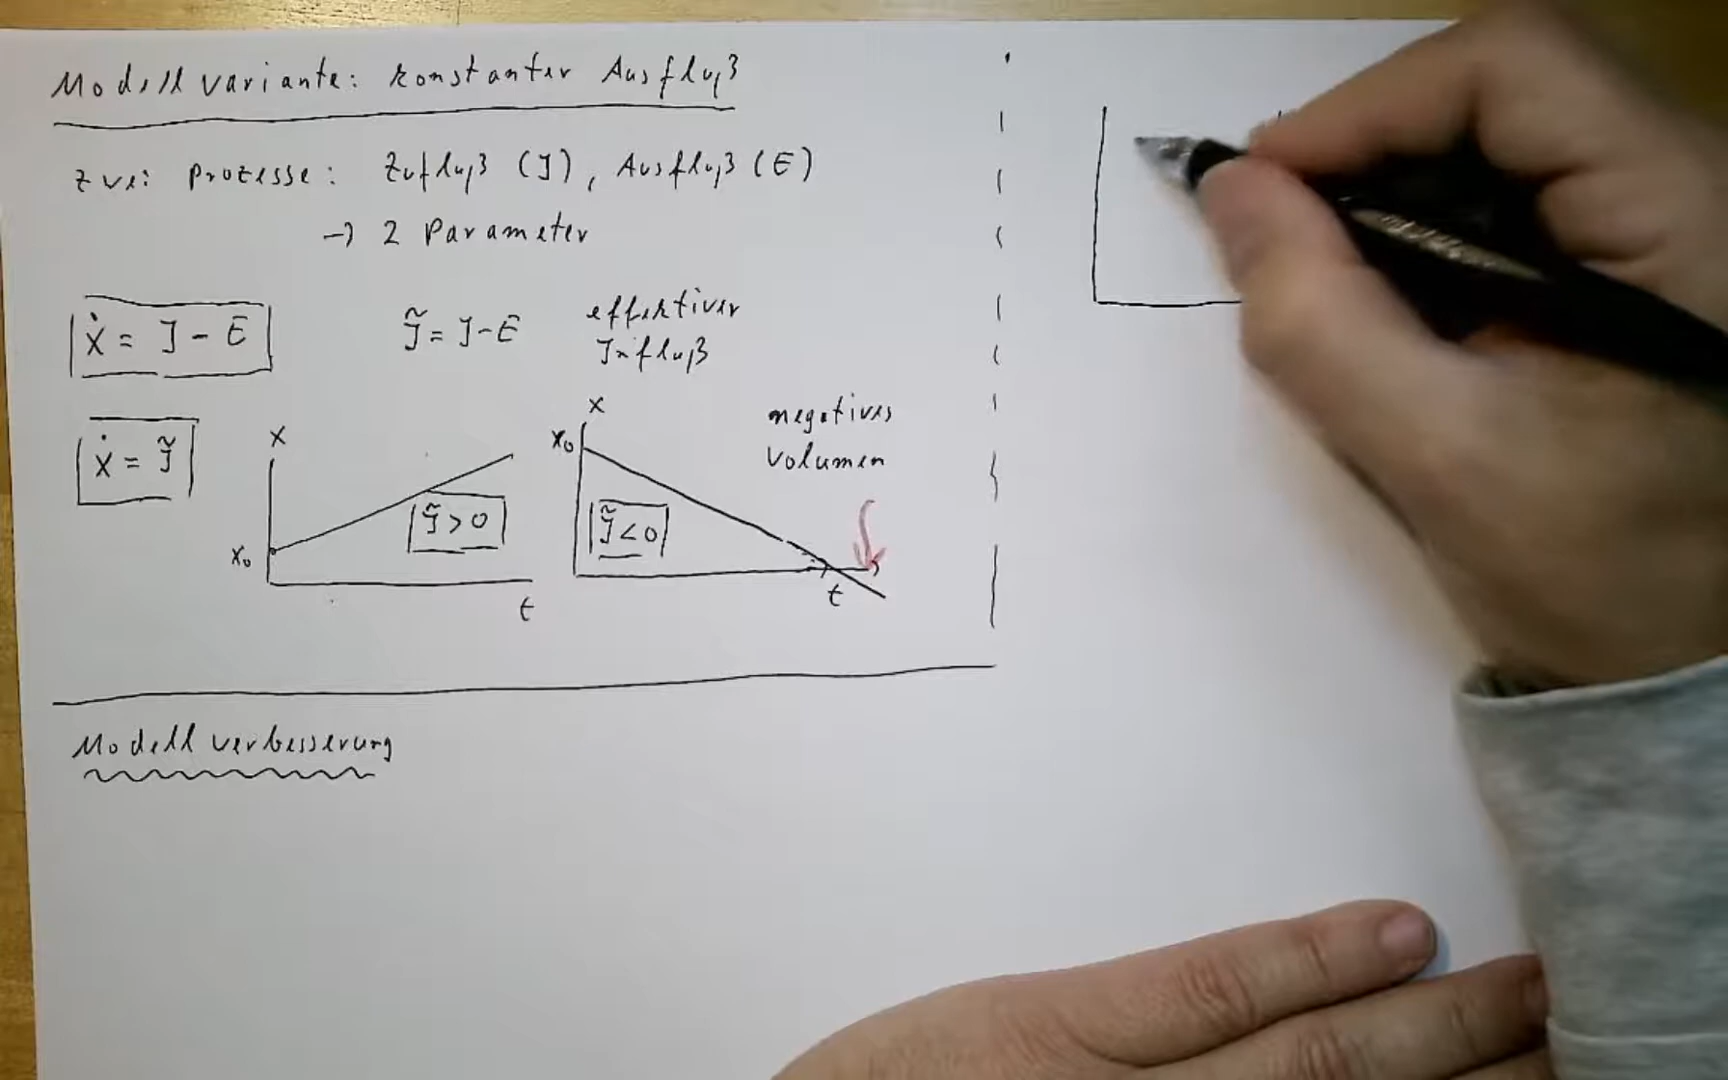 Modellvariante: konstanter Ausfluß
zwei Prozesse: Zufluß (J), Ausfluß (E)
→ 2 Parameter
ẋ = J - E
J̃ = J - E
effektiver
Influß
ẋ = J̃
x
x₀
J̃ > 0
t
x
x₀
J̃ < 0
t
negatives
Volumen
Modellverbesserung